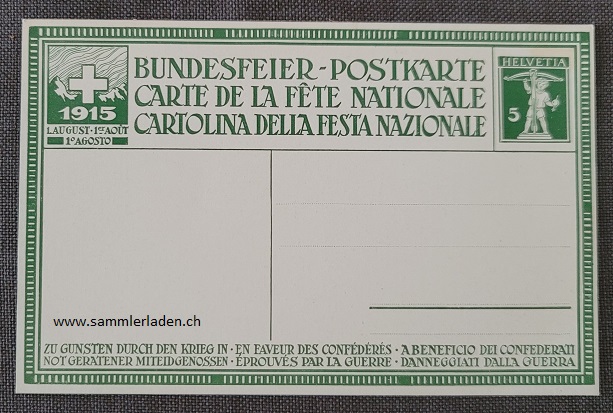 1915
1. AUGUST · 1ER AOÛT
1º AGOSTO
BUNDESFEIER-POSTKARTE
CARTE DE LA FÊTE NATIONALE
CARTOLINA DELLA FESTA NAZIONALE
HELVETIA
5
www.sammlerladen.ch
ZU GUNSTEN DURCH DEN KRIEG IN · EN FAVEUR DES CONFÉDÉRÉS · A BENEFICIO DEI CONFEDERATI
NOT GERATENER MITEIDGENOSSEN · ÉPROUVÉS PAR LA GUERRE · DANNEGGIATI DALLA GUERRA